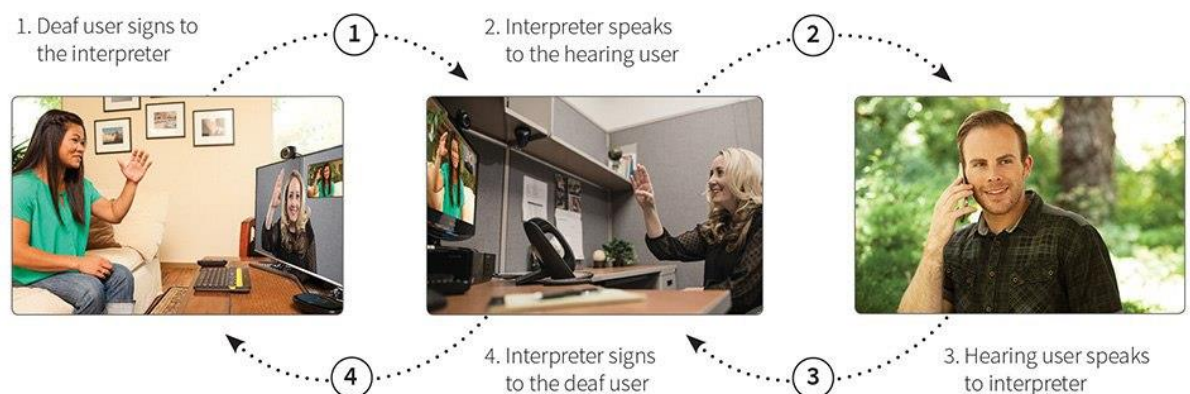 1. Deaf user signs to
the interpreter
1
2. Interpreter speaks
to the hearing user
2
4
4. Interpreter signs
to the deaf user
3
3. Hearing user speaks
to interpreter